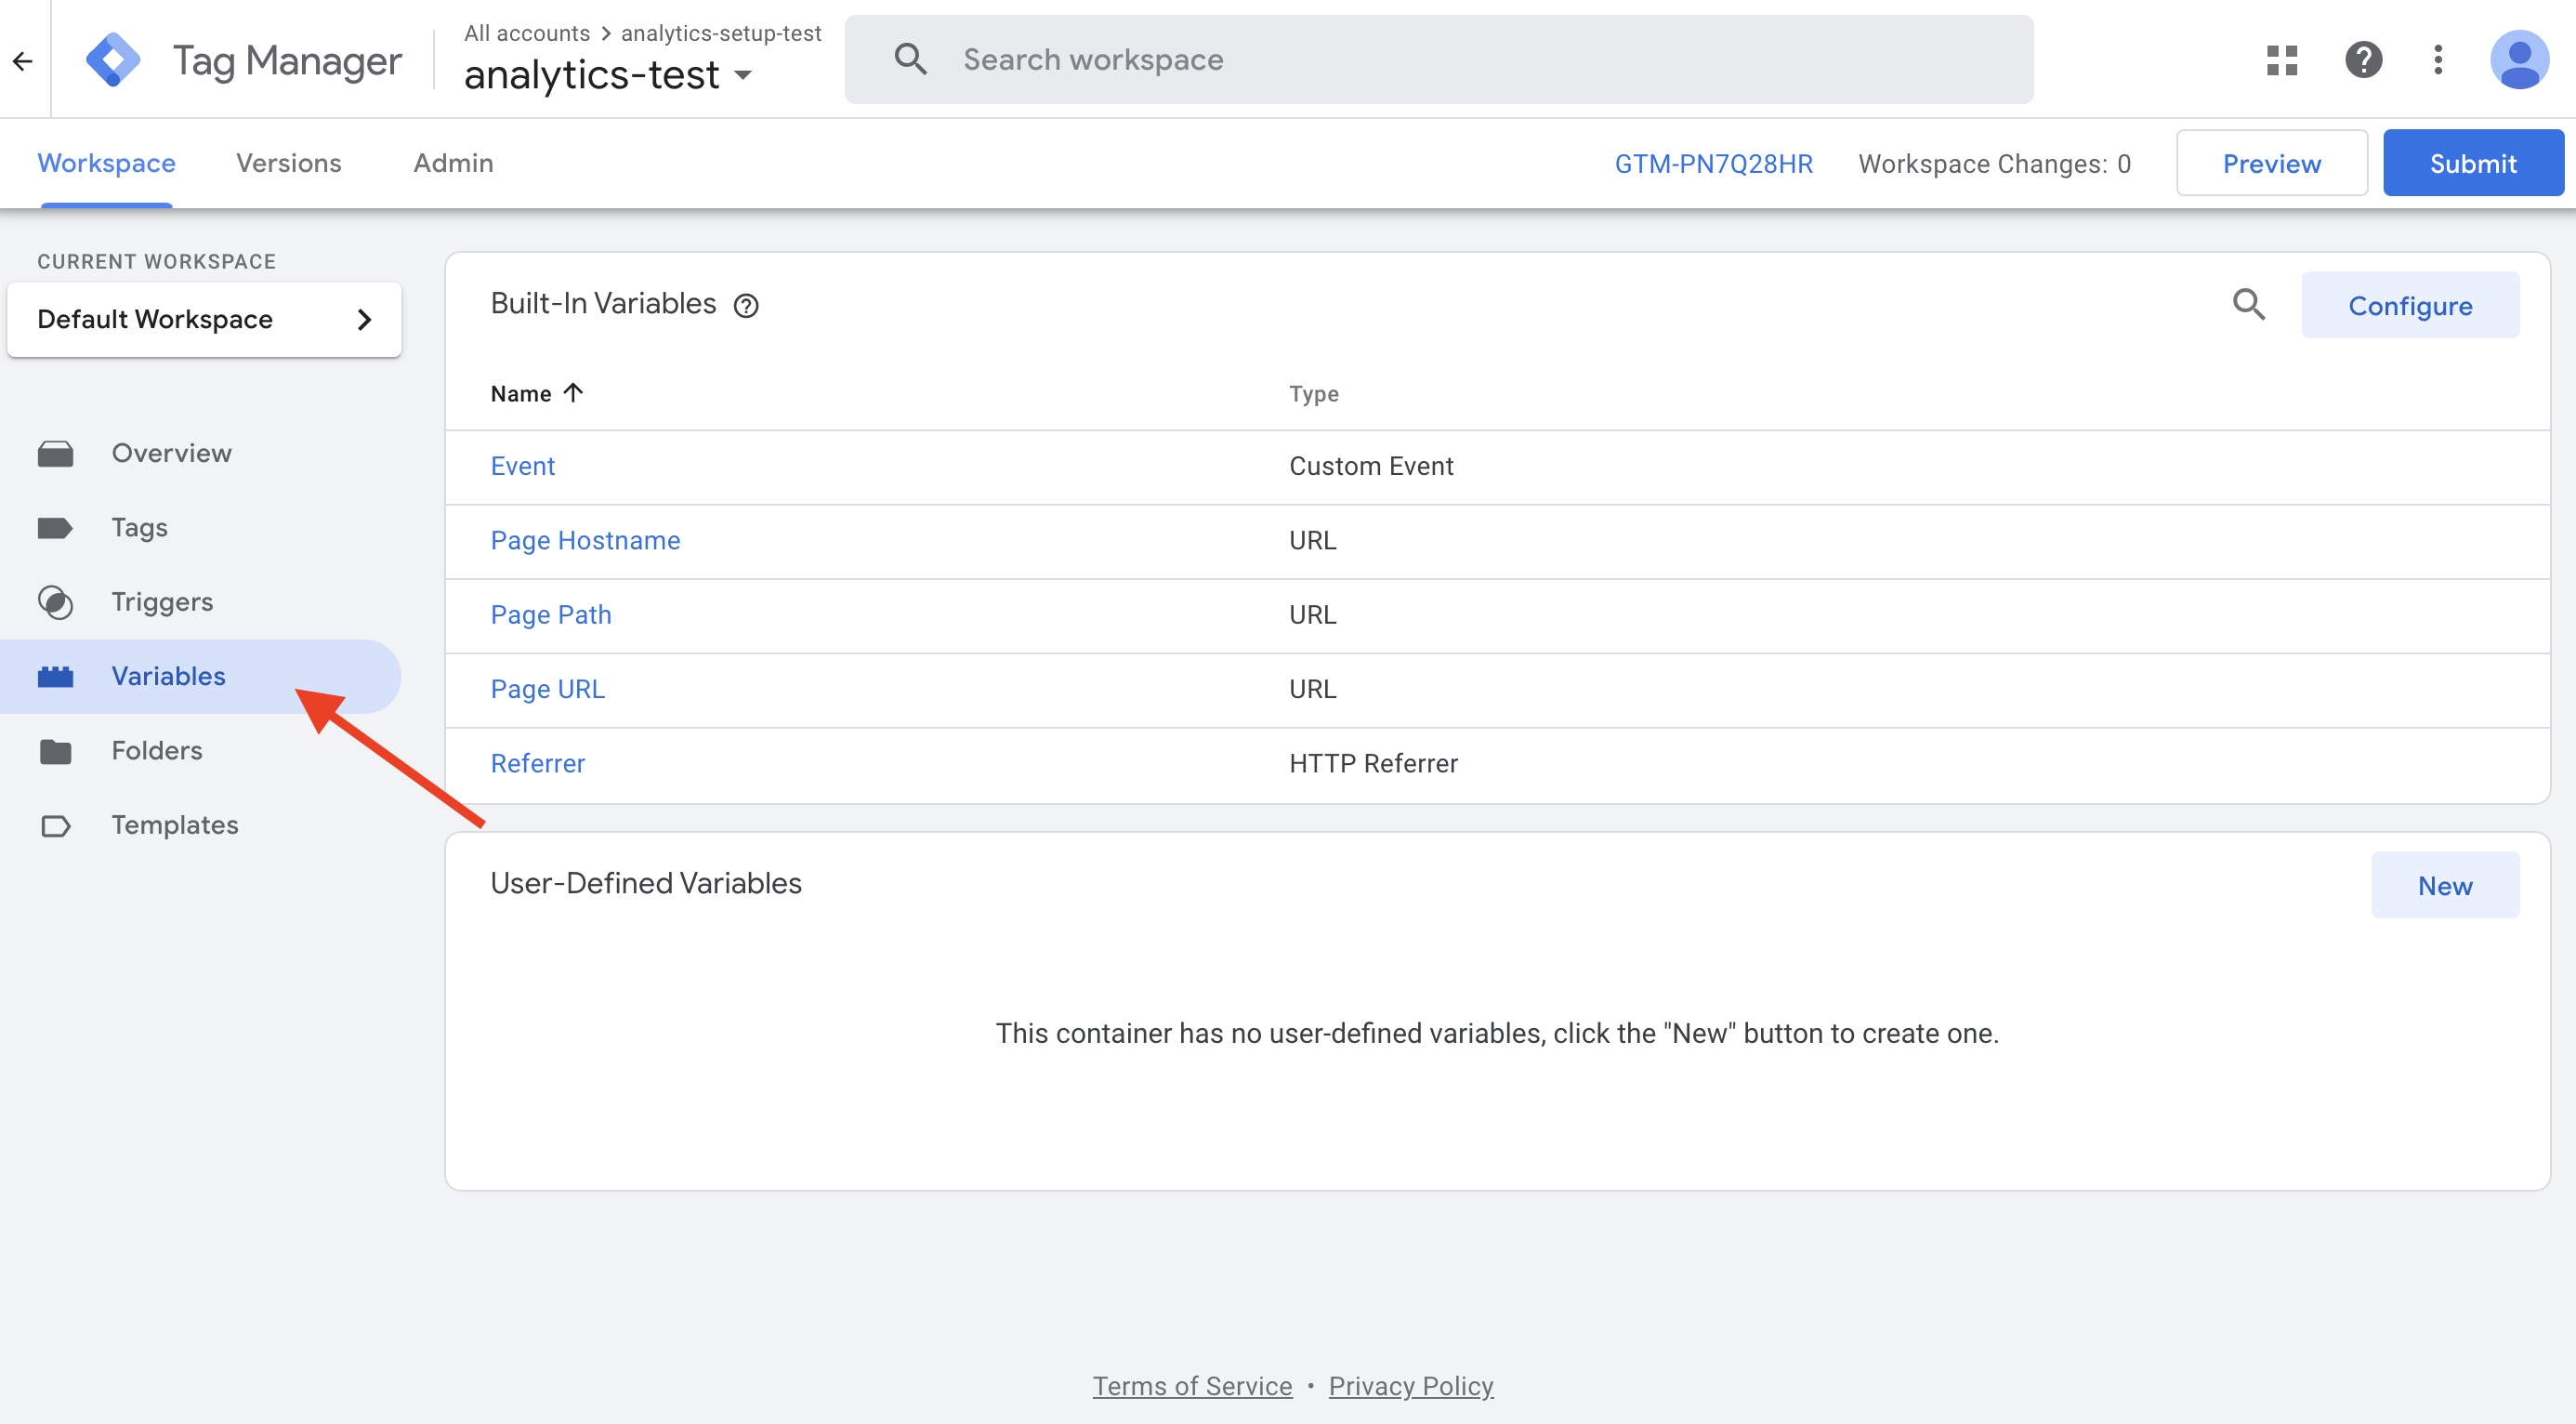 Tag Manager
All accounts > analytics-setup-test
analytics-test
Search workspace
Workspace Versions Admin
GTM-PN7Q28HR Workspace Changes: 0 Preview Submit
CURRENT WORKSPACE
Default Workspace
Overview
Tags
Triggers
Variables
Folders
Templates
Built-In Variables
Configure
Name Type
Event Custom Event
Page Hostname URL
Page Path URL
Page URL URL
Referrer HTTP Referrer
User-Defined Variables
New
This container has no user-defined variables, click the "New" button to create one.
Terms of Service • Privacy Policy